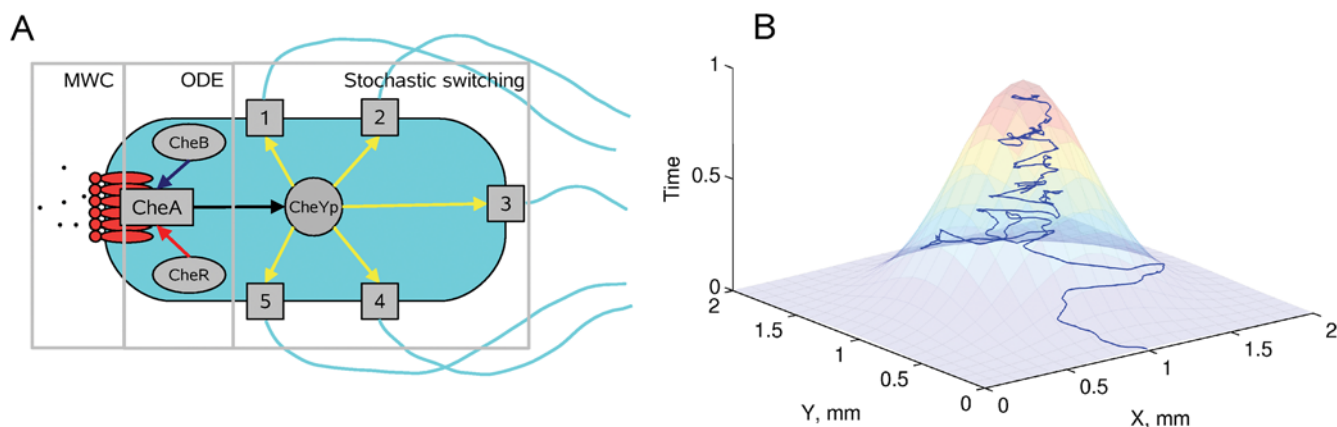 A
MWC
ODE
Stochastic switching
1
2
CheB
CheA
CheYp
3
CheR
5
4
B
1
0.5
0
Time
2
1.5
1
0.5
0
Y, mm
0
0.5
1
1.5
2
X, mm